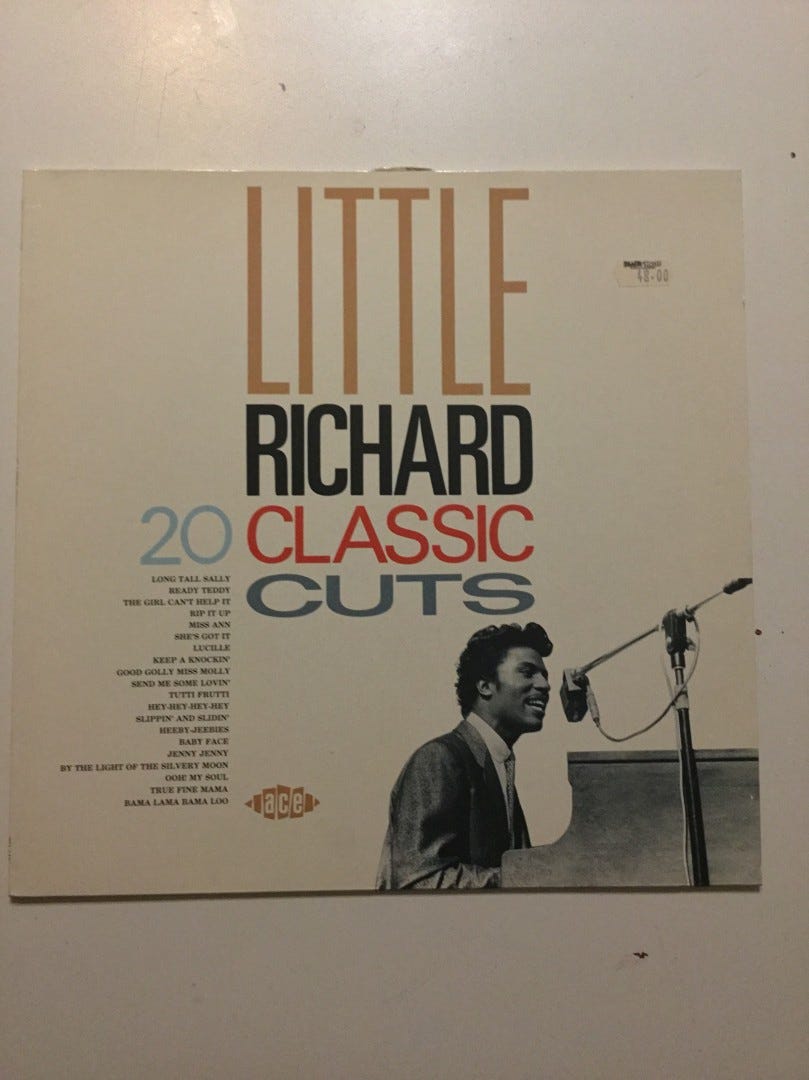 LITTLE
48-00
RICHARD
20 CLASSIC
CUTS
LONG TALL SALLY
READY TEDDY
THE GIRL CAN'T HELP IT
RIP IT UP
MISS ANN
SHE'S GOT IT
LUCILLE
KEEP A KNOCKIN'
GOOD GOLLY MISS MOLLY
SEND ME SOME LOVIN'
TUTTI FRUTTI
HEY-HEY-HEY-HEY
SLIPPIN' AND SLIDIN'
HEEBY-JEEBIES
BABY FACE
JENNY JENNY
BY THE LIGHT OF THE SILVERY MOON
OOH! MY SOUL
TRUE FINE MAMA
BAMA LAMA BAMA LOO
ace